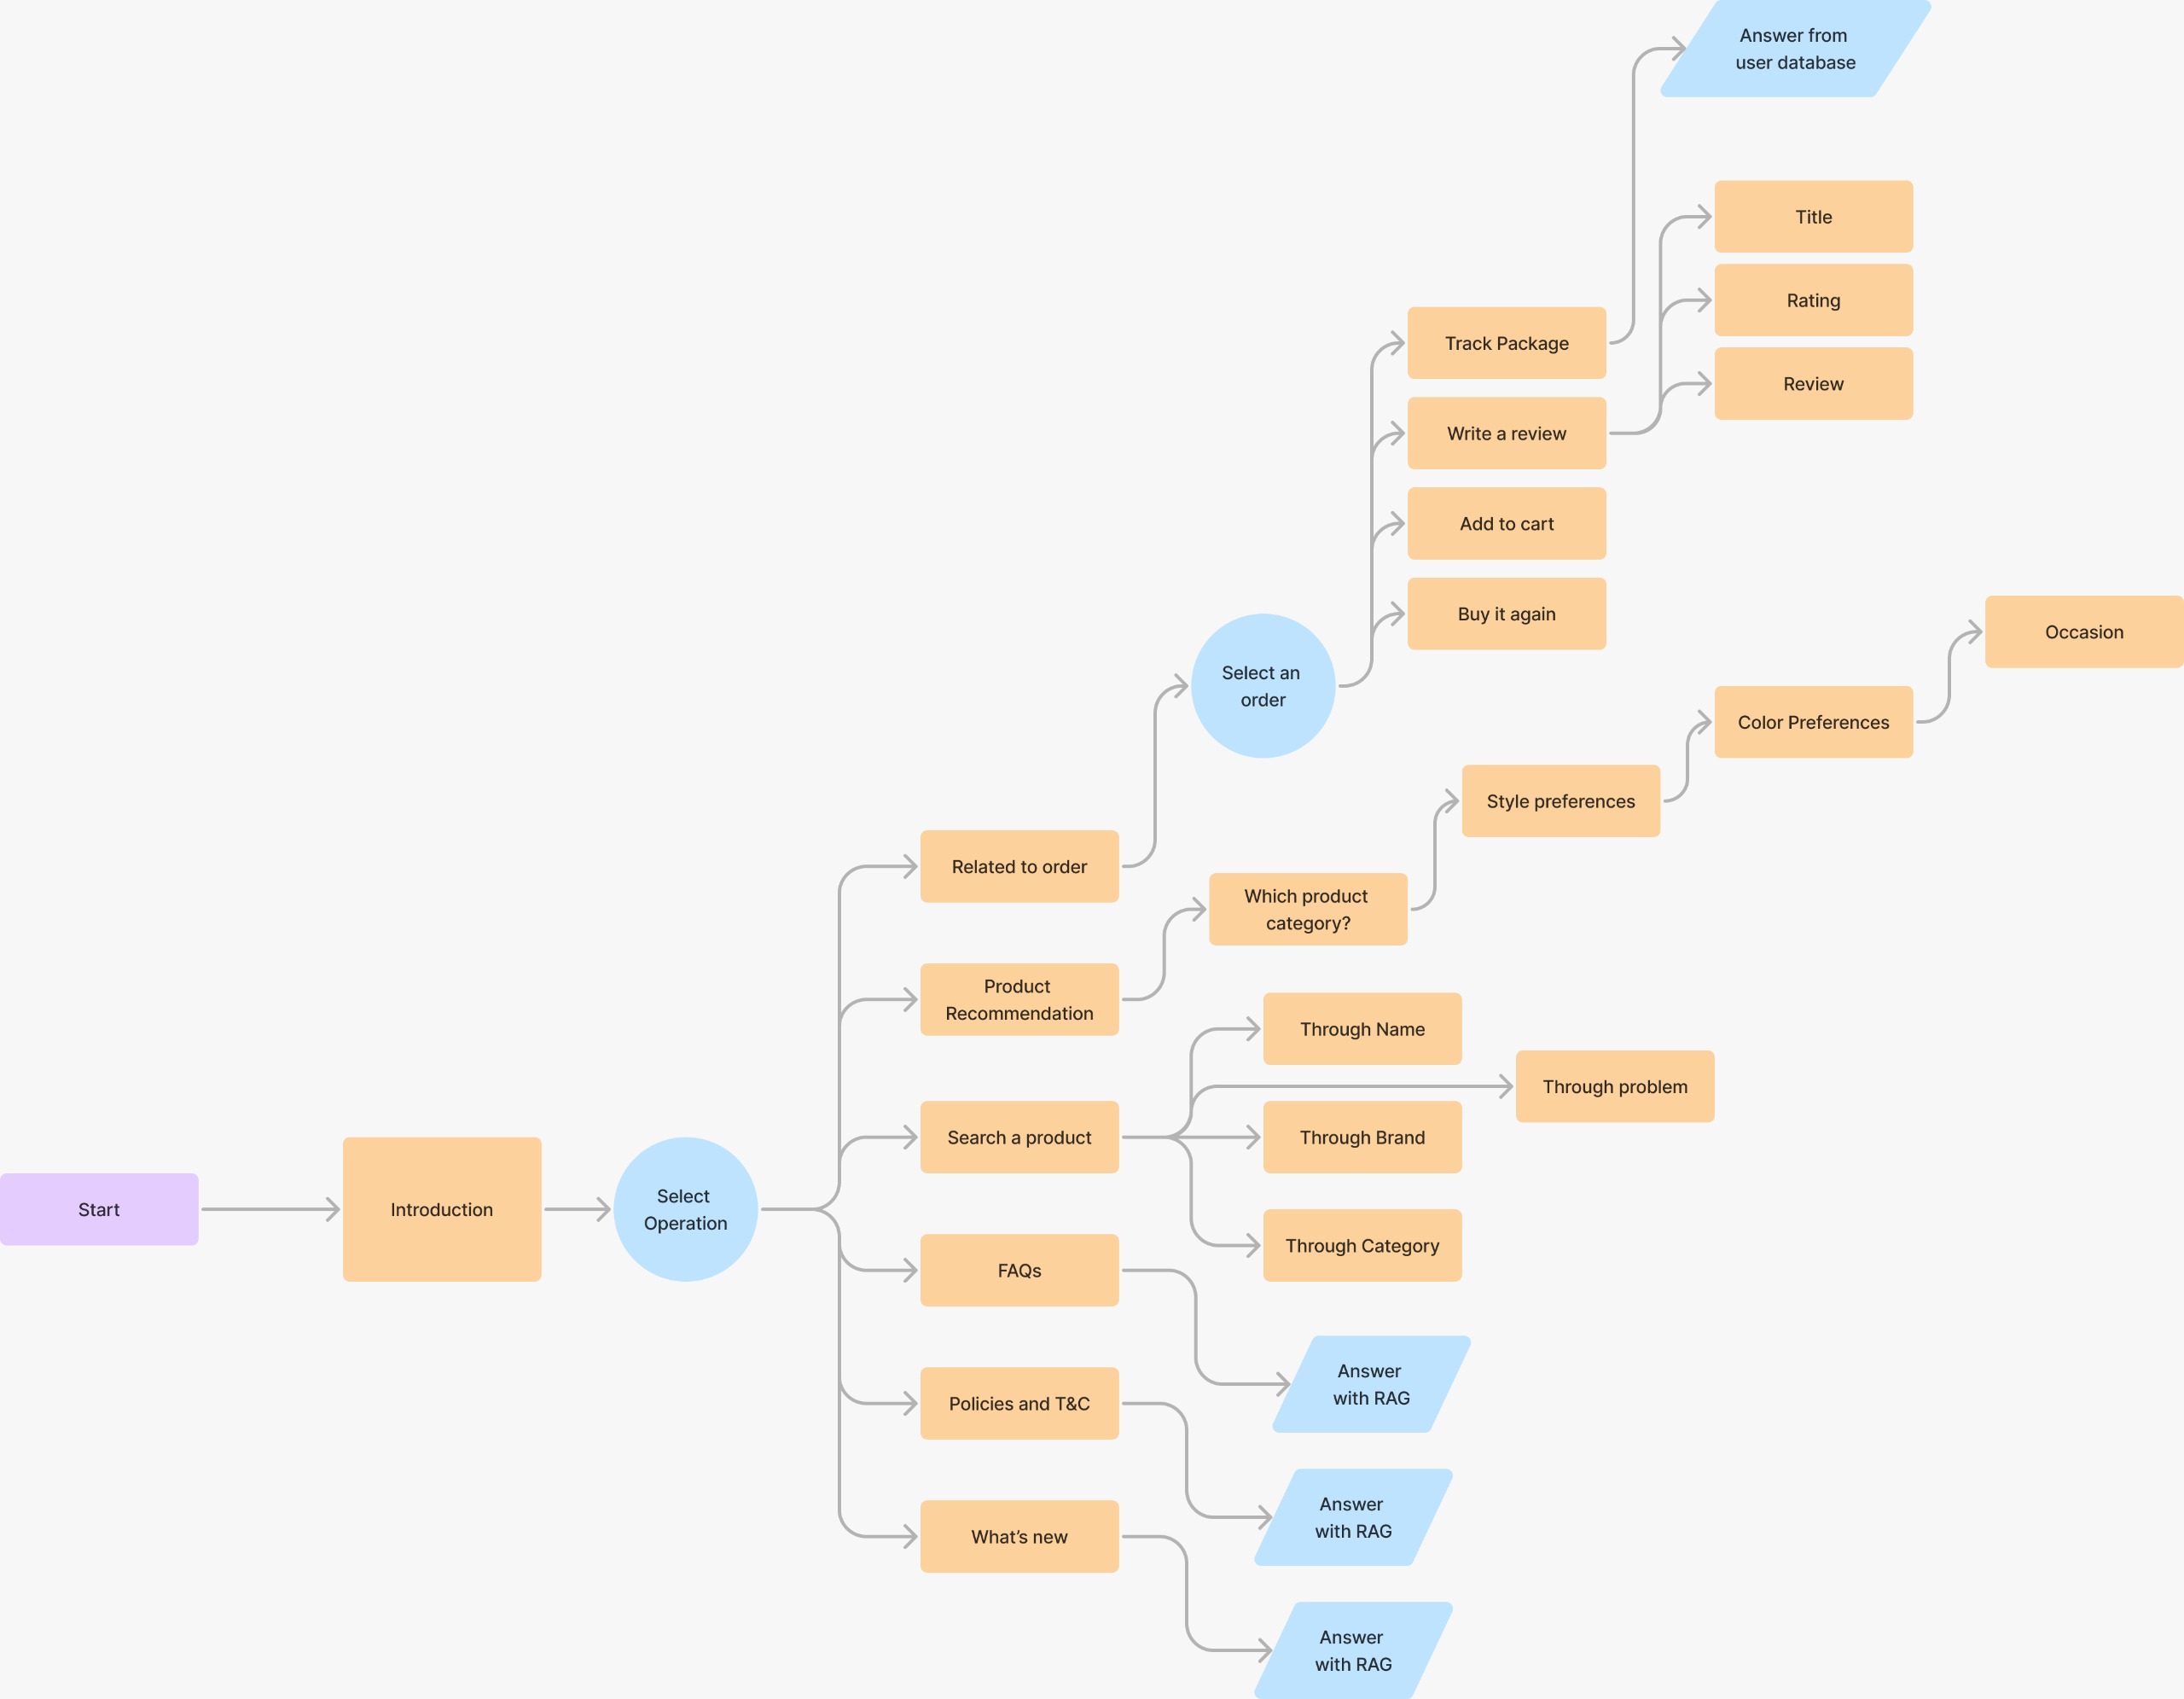 Answer from
user database
Title
Rating
Review
Track Package
Write a review
Add to cart
Buy it again
Select an
order
Occasion
Color Preferences
Style preferences
Related to order
Which product
category?
Product
Recommendation
Through Name
Through problem
Search a product
Through Brand
Through Category
Start
Introduction
Select
Operation
FAQs
Answer
with RAG
Policies and T&C
Answer
with RAG
What’s new
Answer
with RAG